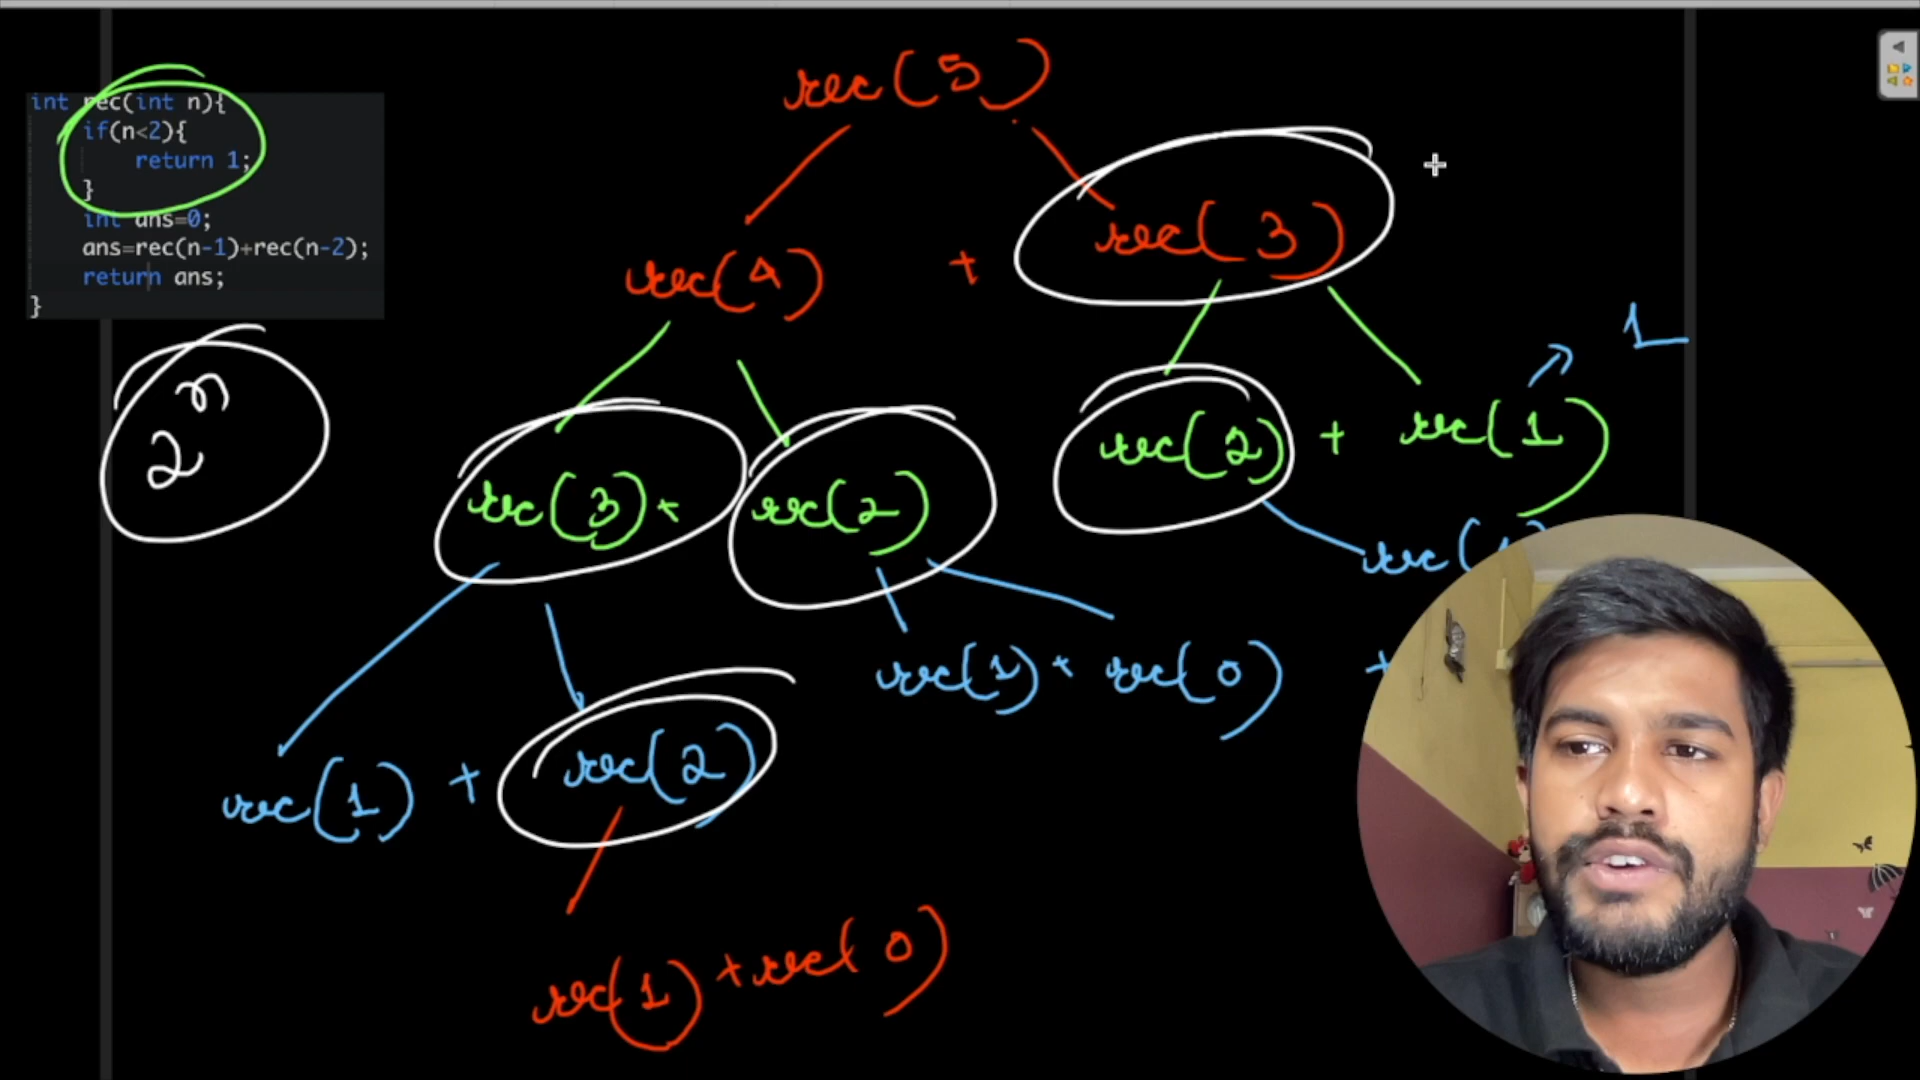 int rec(int n){
if(n<2){
return 1;
}
int ans=0;
ans=rec(n-1)+rec(n-2);
return ans;
}
2^n
rec(5)
rec(4) + rec(3)
1
rec(3)+ rec(2) rec(2) + rec(1)
rec(
rec(1)+ rec(0) +
rec(1) + rec(2)
rec(1)+rec(0)